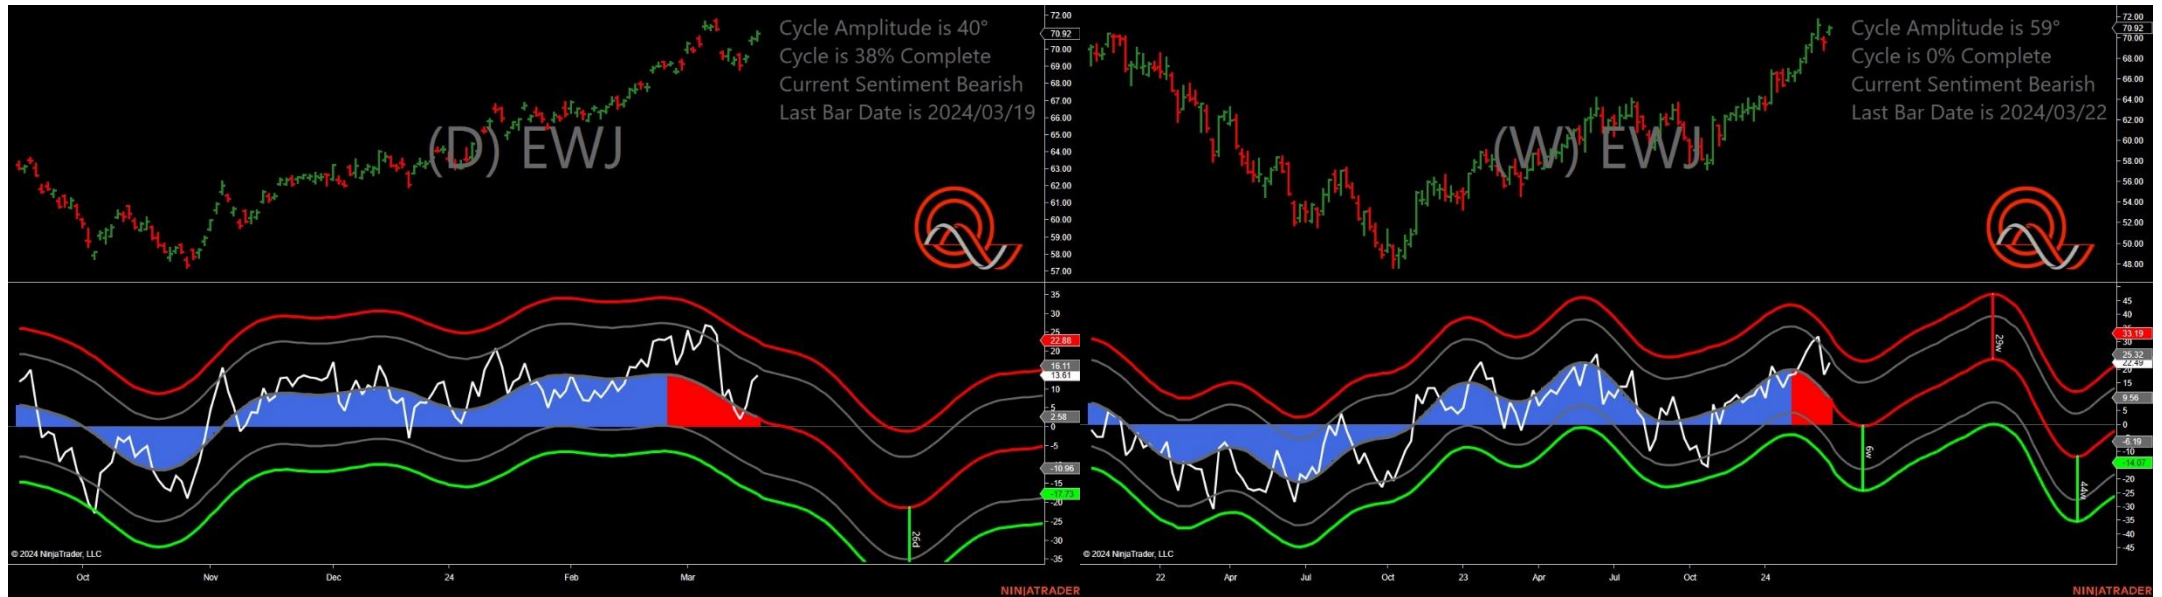 Cycle Amplitude is 40°
Cycle is 38% Complete
Current Sentiment Bearish
Last Bar Date is 2024/03/19
(D) EWJ
72.00
70.92
70.00
69.00
68.00
67.00
66.00
65.00
64.00
63.00
62.00
61.00
60.00
59.00
58.00
57.00
35
30
25
22.88
20
16.11
13.61
10
5
2.58
0
-5
-10.96
-15
-17.73
-20
-25
-30
-35
26d
© 2024 NinjaTrader, LLC
Oct
Nov
Dec
24
Feb
Mar
NINJATRADER
Cycle Amplitude is 59°
Cycle is 0% Complete
Current Sentiment Bearish
Last Bar Date is 2024/03/22
(W) EWJ
72.00
70.92
70.00
68.00
66.00
64.00
62.00
60.00
58.00
56.00
54.00
52.00
50.00
48.00
45
40
33.19
30
25.32
22.49
20
15
9.56
5
0
-6.19
-10
-14.07
-20
-25
-30
-35
-45
29w
6w
44w
© 2024 NinjaTrader, LLC
22
Apr
Jul
Oct
23
Apr
Jul
Oct
24
NINJATRADER